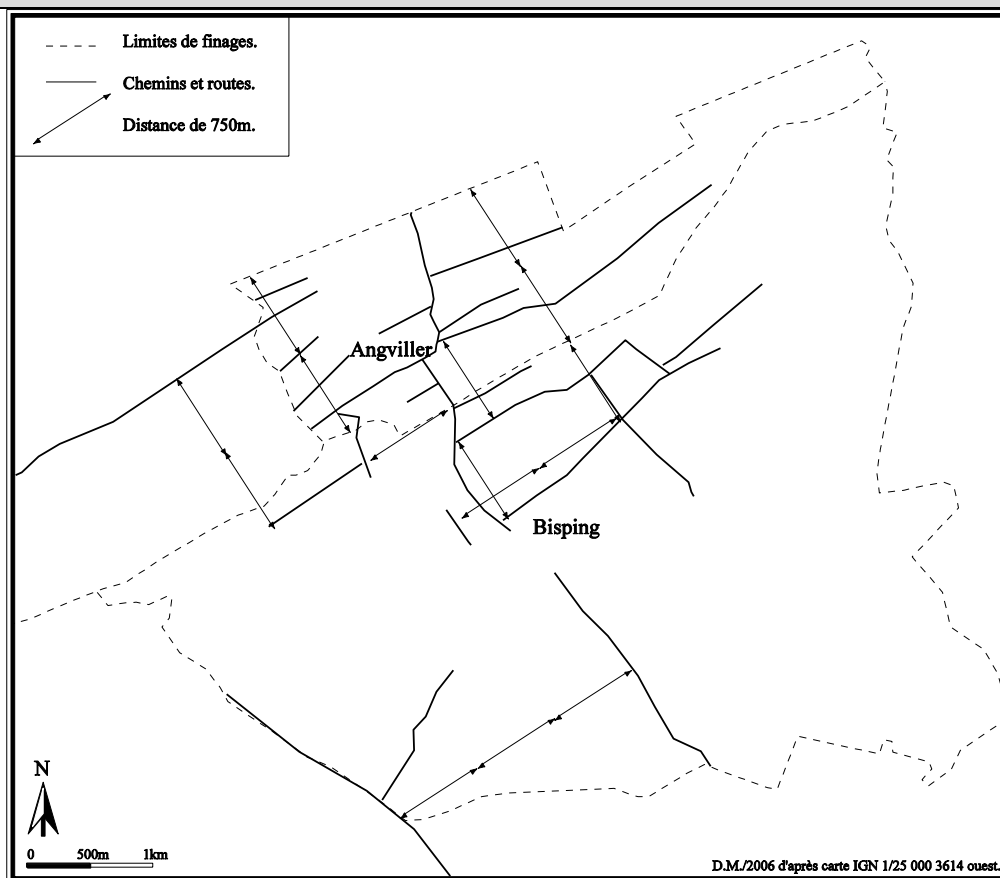 Limites de finages.
Chemins et routes.
Distance de 750m.
Angviller
Bisping
N
0 500m 1km
D.M./2006 d'après carte IGN 1/25 000 3614 ouest.